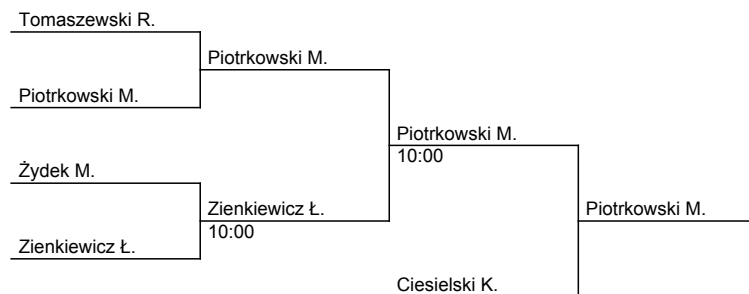 Tomaszewski R.
Piotrkowski M.
Piotrkowski M.
Piotrkowski M.
10:00
Żydek M.
Zienkiewicz Ł.
10:00
Piotrkowski M.
Zienkiewicz Ł.
Ciesielski K.